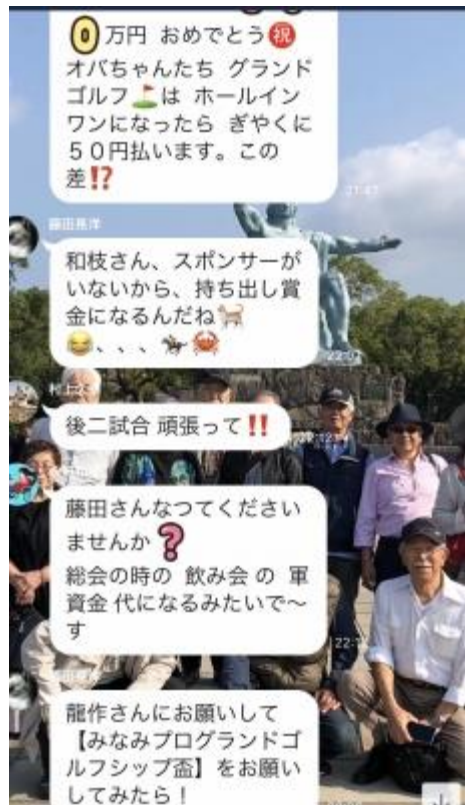 0万円 おめでとう㊗️
オバちゃんたち グランド
ゴルフ⛳は ホールイン
ワンになったら ぎやくに
５０円払います。この
差⁉️
21:47
藤田亮洋
和枝さん、スポンサーが
いないから、持ち出し賞
金になるんだね🐈
😂、、、🏇🦀
後二試合 頑張って‼️
藤田さんなつてください
ませんか❓
総会の時の 飲み会 の 軍
資金 代になるみたいで〜
す
龍作さんにお願いして
【みなみプログランドゴ
ルフシップ盃】をお願い
してみたら！